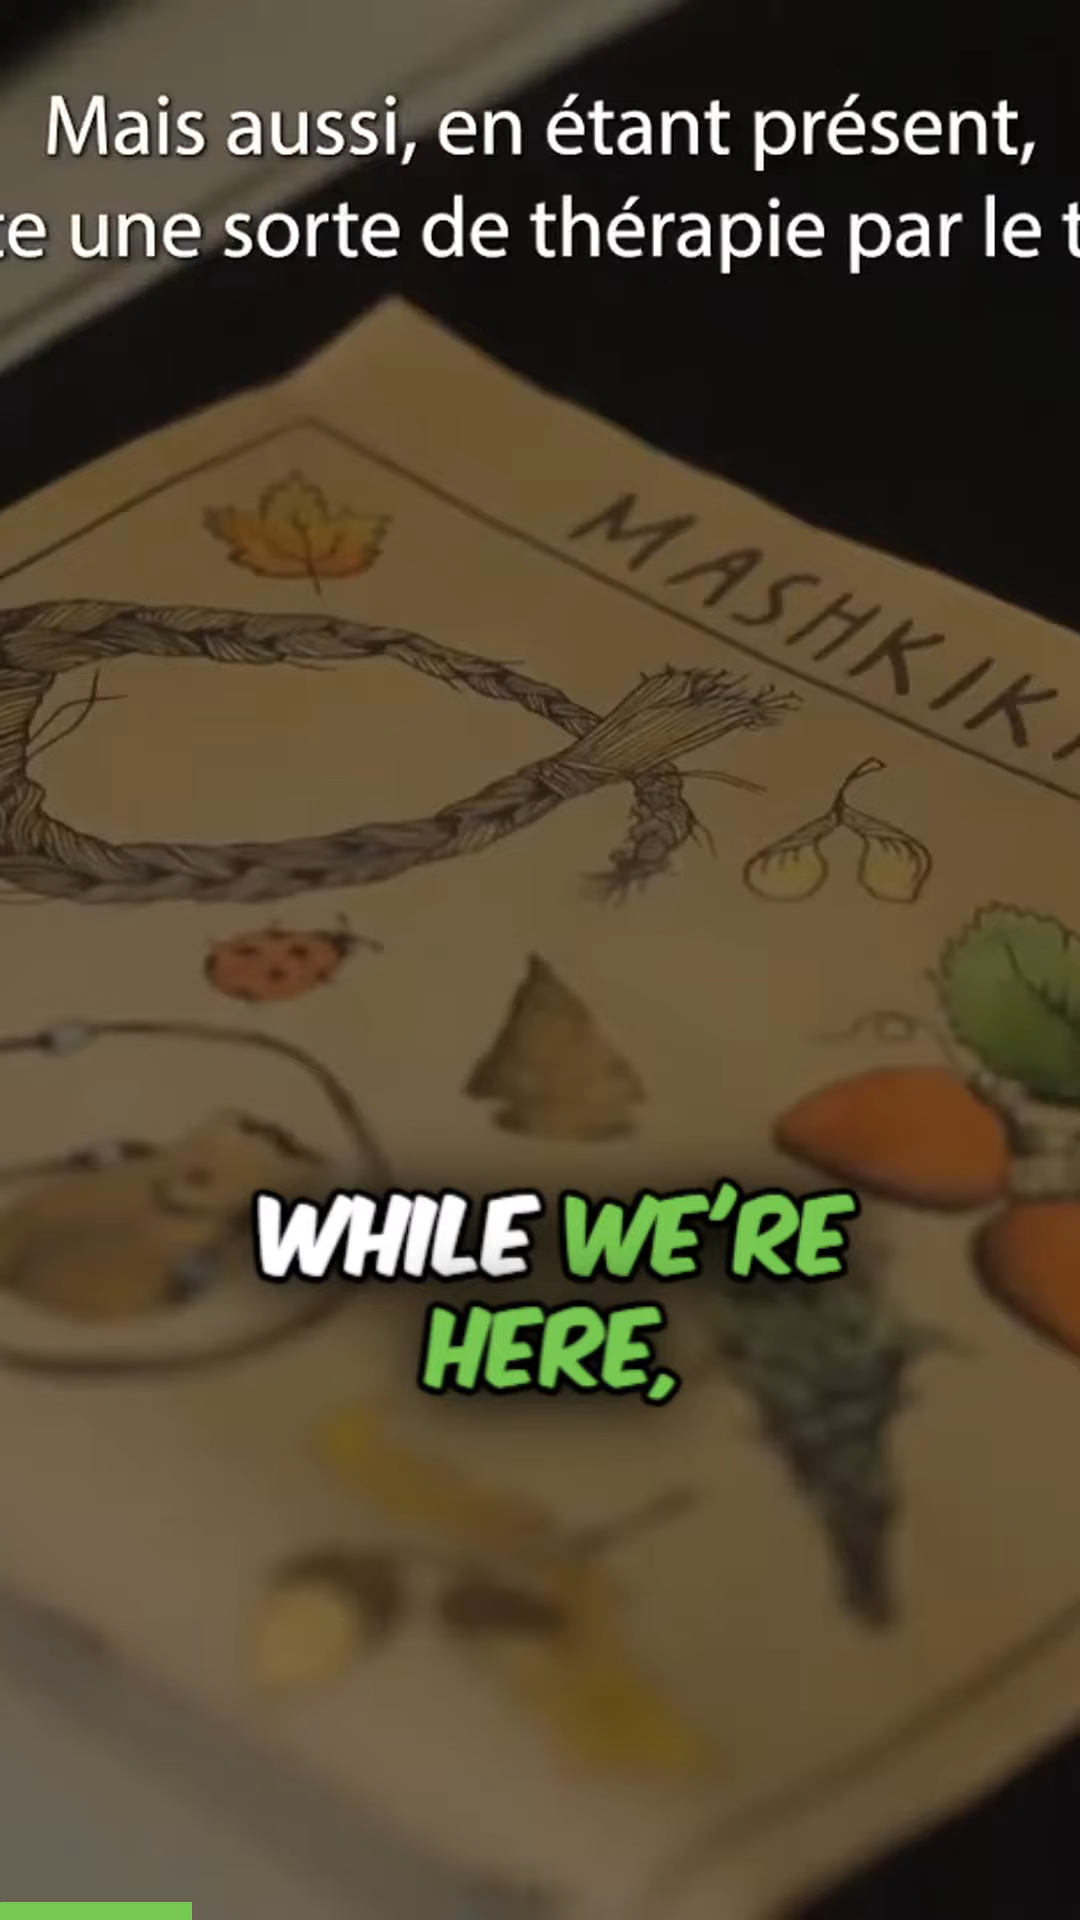 Mais aussi, en étant présent,
une sorte de thérapie par le
MASHKIK
WHILE WE'RE
HERE,